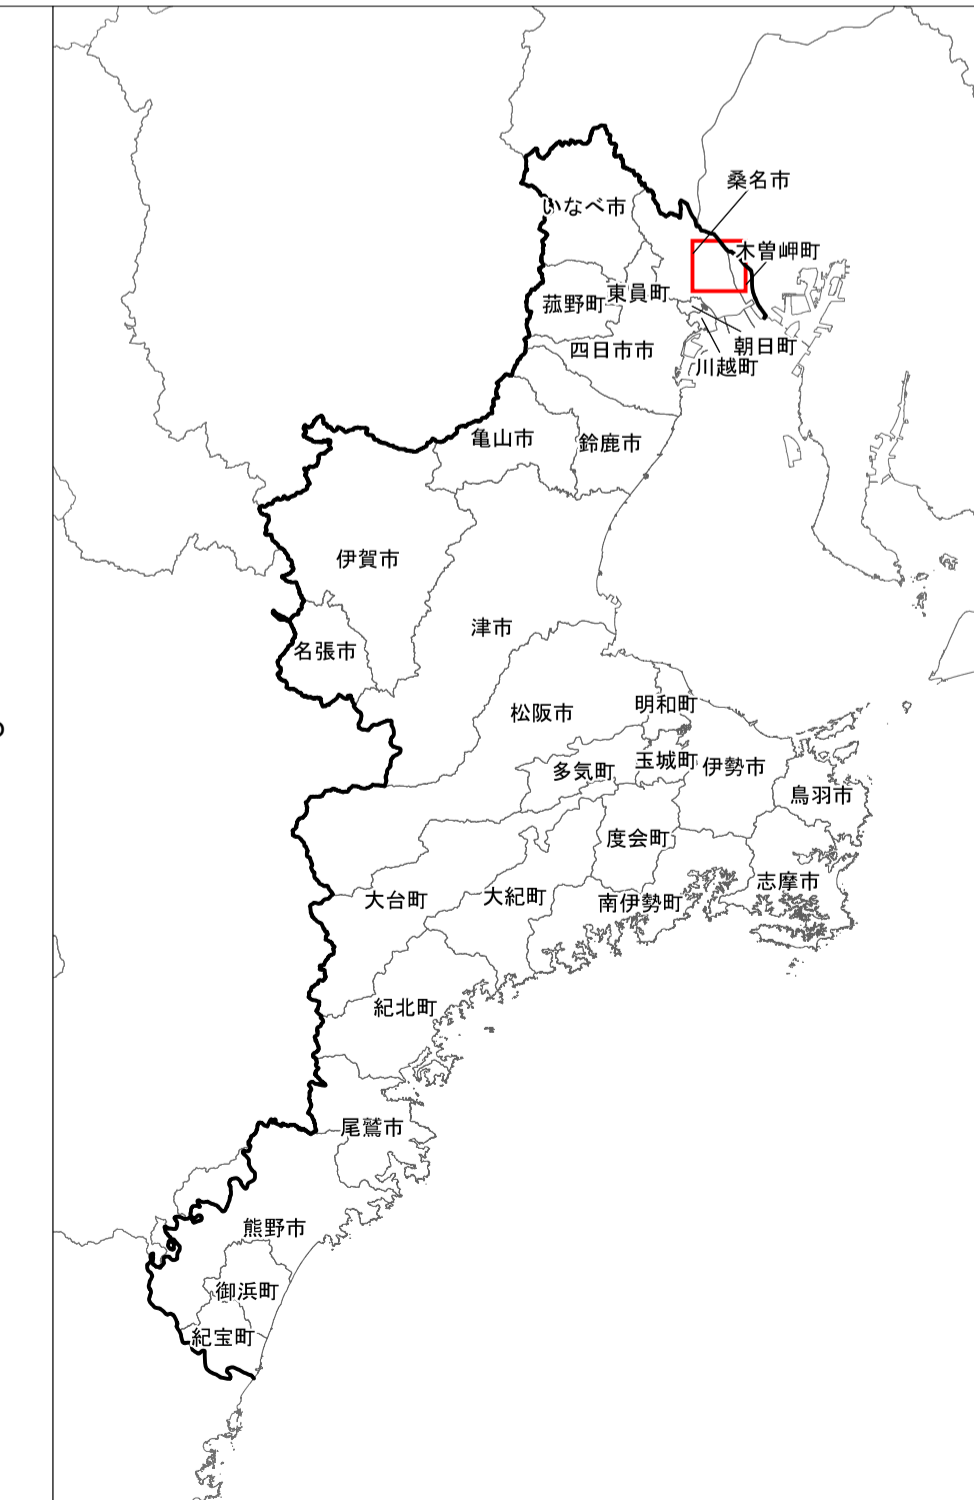 桑名市
いなべ市
木曽岬町
東員町
菰野町
朝日町
四日市市
川越町
亀山市
鈴鹿市
伊賀市
津市
名張市
明和町
松阪市
玉城町
伊勢市
多気町
鳥羽市
度会町
志摩市
大台町
大紀町
南伊勢町
紀北町
尾鷲市
熊野市
御浜町
紀宝町